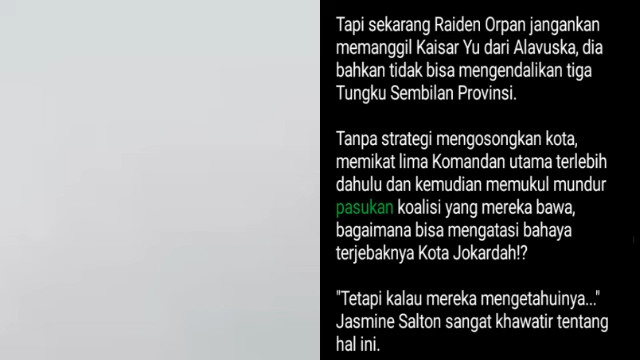 Tapi sekarang Raiden Orpan jangankan
memanggil Kaisar Yu dari Alavuska, dia
bahkan tidak bisa mengendalikan tiga
Tungku Sembilan Provinsi.
Tanpa strategi mengosongkan kota,
memikat lima Komandan utama terlebih
dahulu dan kemudian memukul mundur
pasukan koalisi yang mereka bawa,
bagaimana bisa mengatasi bahaya
terjebaknya Kota Jokardah!?
"Tetapi kalau mereka mengetahuinya..."
Jasmine Salton sangat khawatir tentang
hal ini.